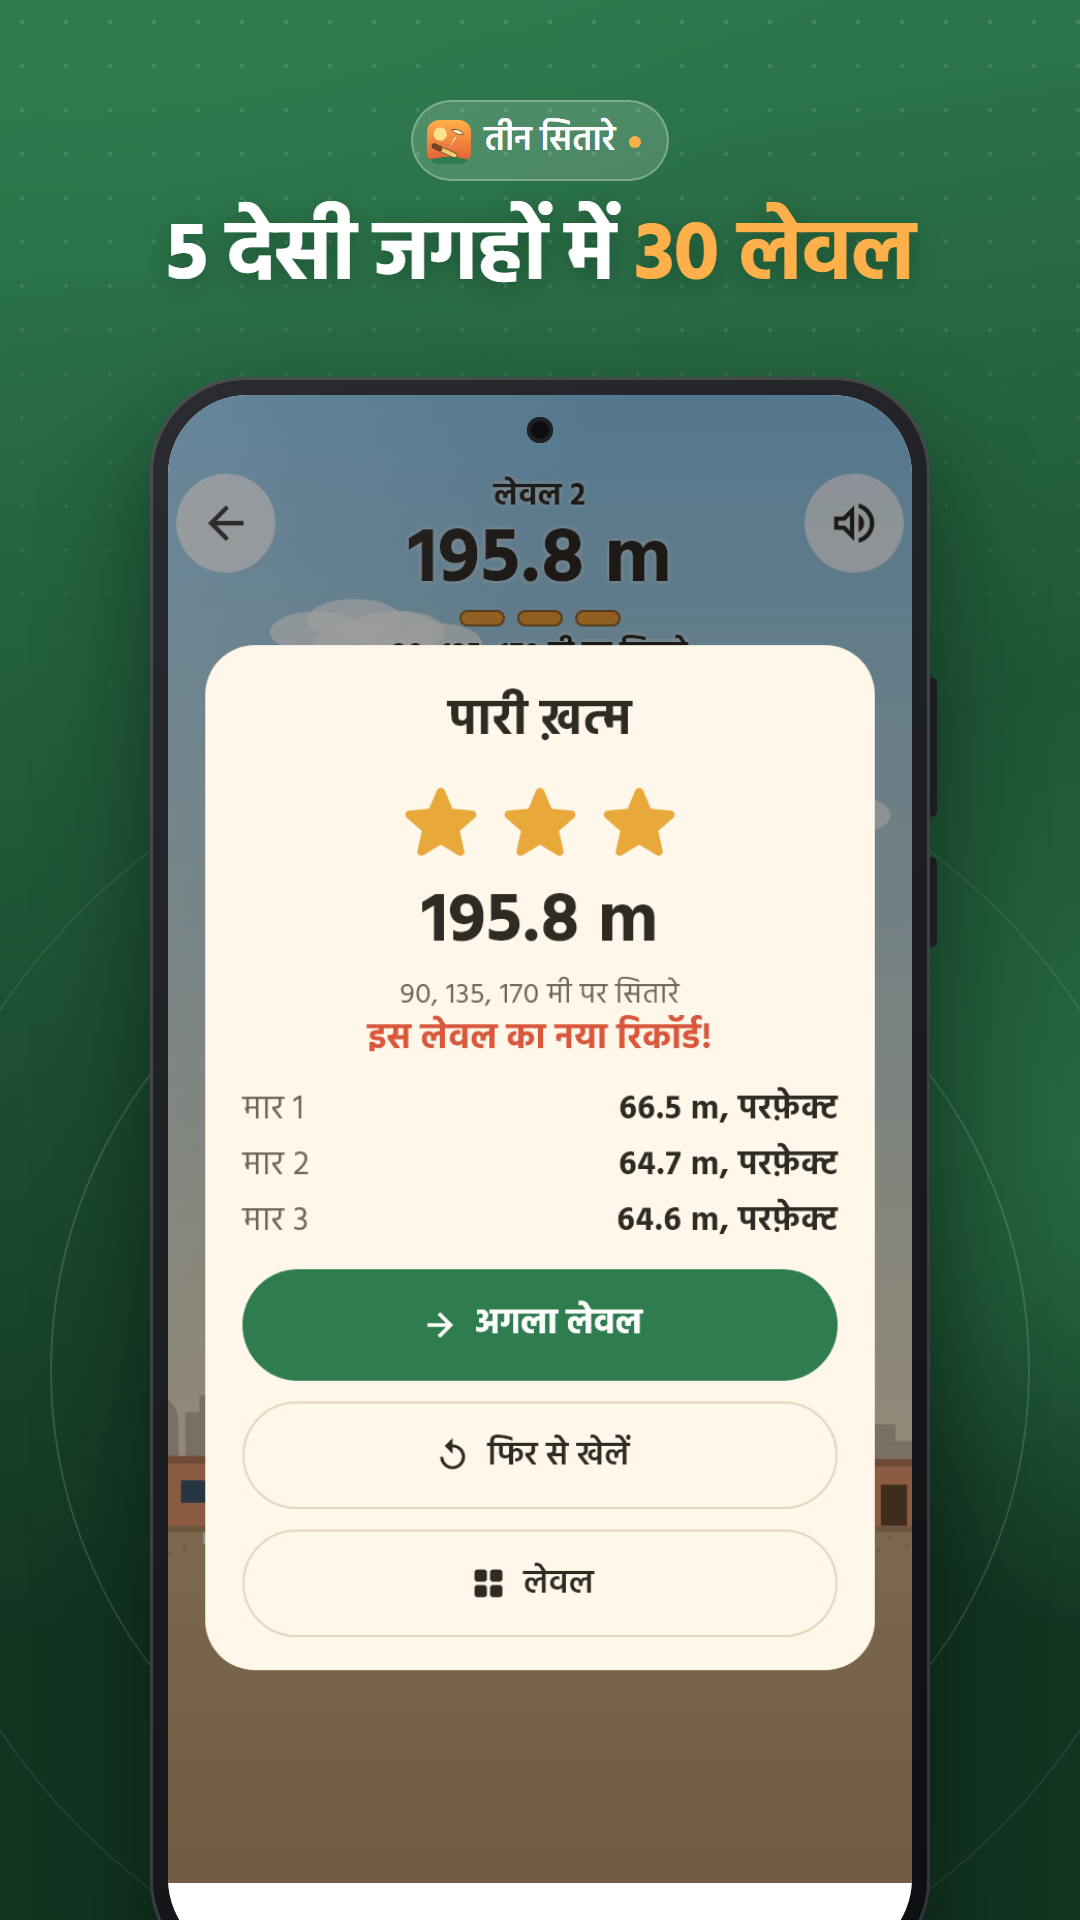 तीन सितारे
5 देसी जगहों में 30 लेवल
लेवल 2
195.8 m
पारी ख़त्म
195.8 m
90, 135, 170 मी पर सितारे
इस लेवल का नया रिकॉर्ड!
मार 1 66.5 m, परफ़ेक्ट
मार 2 64.7 m, परफ़ेक्ट
मार 3 64.6 m, परफ़ेक्ट
अगला लेवल
फिर से खेलें
लेवल